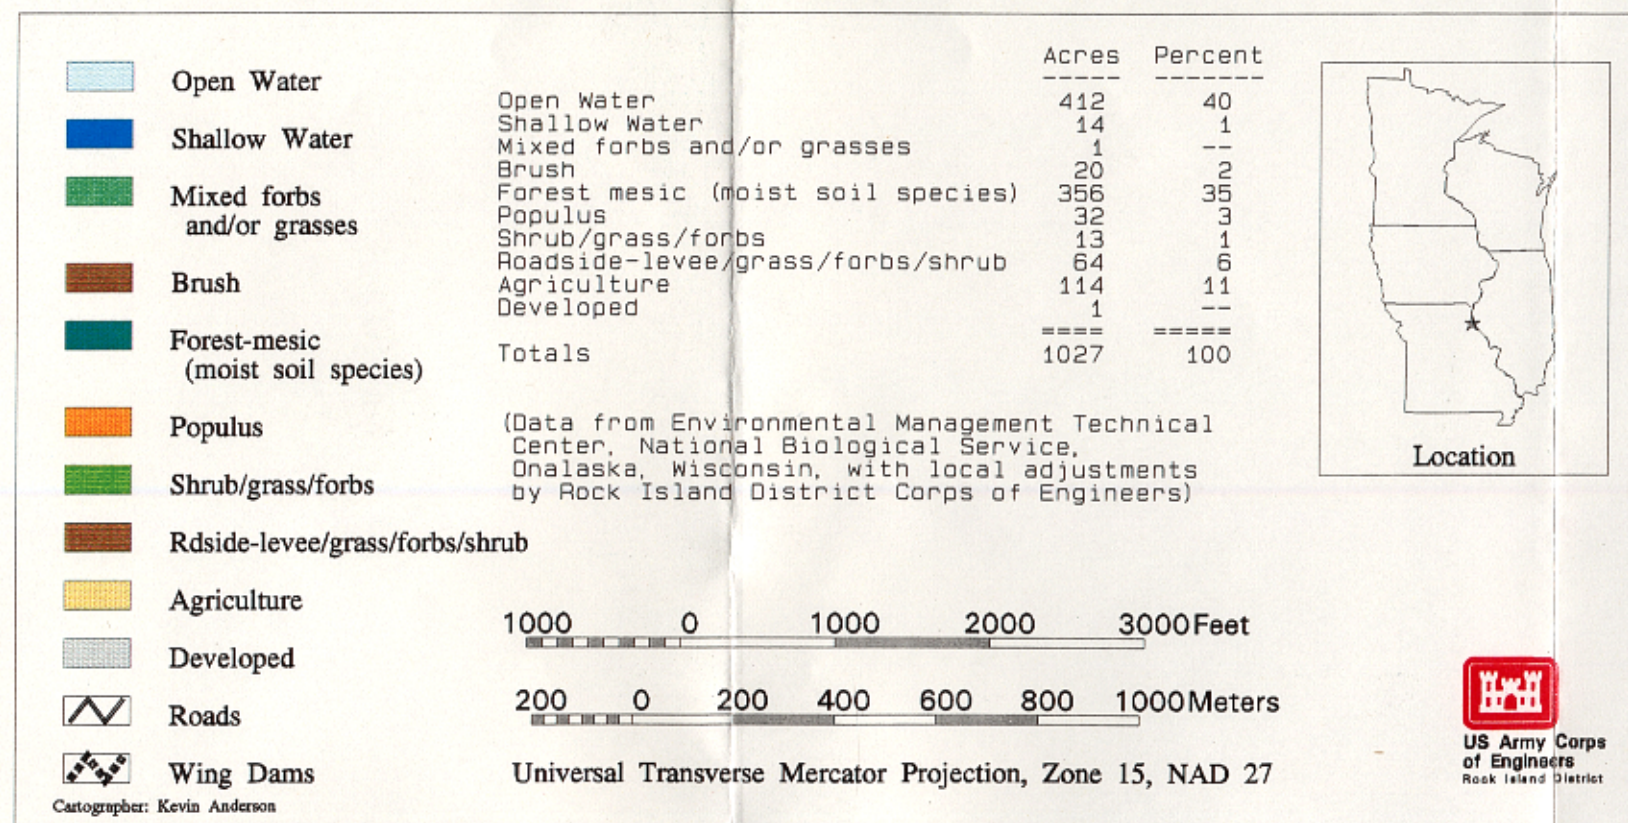 Open Water
Shallow Water
Mixed forbs
and/or grasses
Brush
Forest-mesic
(moist soil species)
Populus
Shrub/grass/forbs
Rdside-levee/grass/forbs/shrub
Agriculture
Developed
Roads
Wing Dams
Cartographer: Kevin Anderson
Acres Percent
Open Water 412 40
Shallow Water 14 1
Mixed forbs and/or grasses 1 --
Brush 20 2
Forest mesic (moist soil species) 356 35
Populus 32 3
Shrub/grass/forbs 13 1
Roadside-levee/grass/forbs/shrub 64 6
Agriculture 114 11
Developed 1 --
==== =====
Totals 1027 100
(Data from Environmental Management Technical
Center, National Biological Service,
Onalaska, Wisconsin, with local adjustments
by Rock Island District Corps of Engineers)
1000 0 1000 2000 3000 Feet
200 0 200 400 600 800 1000 Meters
Universal Transverse Mercator Projection, Zone 15, NAD 27
Location
US Army Corps
of Engineers
Rock Island District